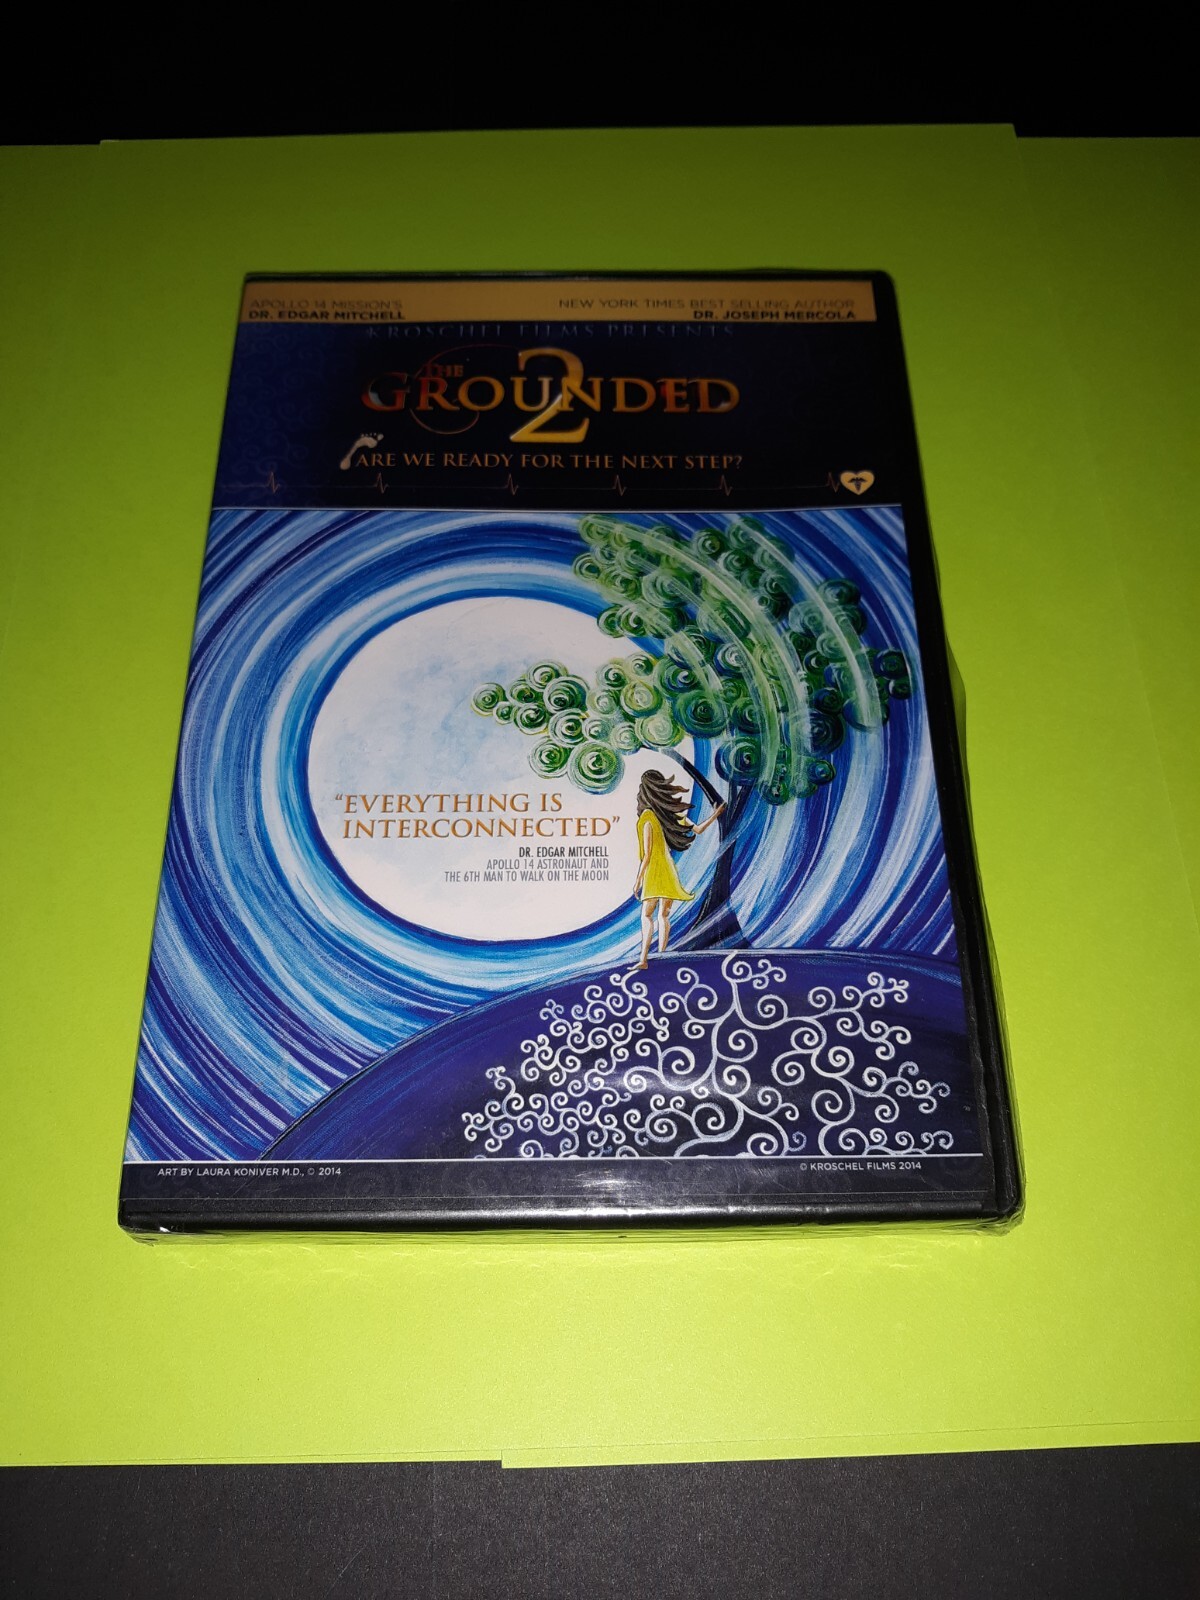 APOLLO 14 MISSION'S
DR. EDGAR MITCHELL
NEW YORK TIMES BEST SELLING AUTHOR
DR. JOSEPH MERCOLA
KROSCHEL FILMS PRESENTS
THE
GROUNDED
2
ARE WE READY FOR THE NEXT STEP?
"EVERYTHING IS
INTERCONNECTED"
DR. EDGAR MITCHELL
APOLLO 14 ASTRONAUT AND
THE 6TH MAN TO WALK ON THE MOON
ART BY LAURA KONIVER M.D., © 2014
© KROSCHEL FILMS 2014